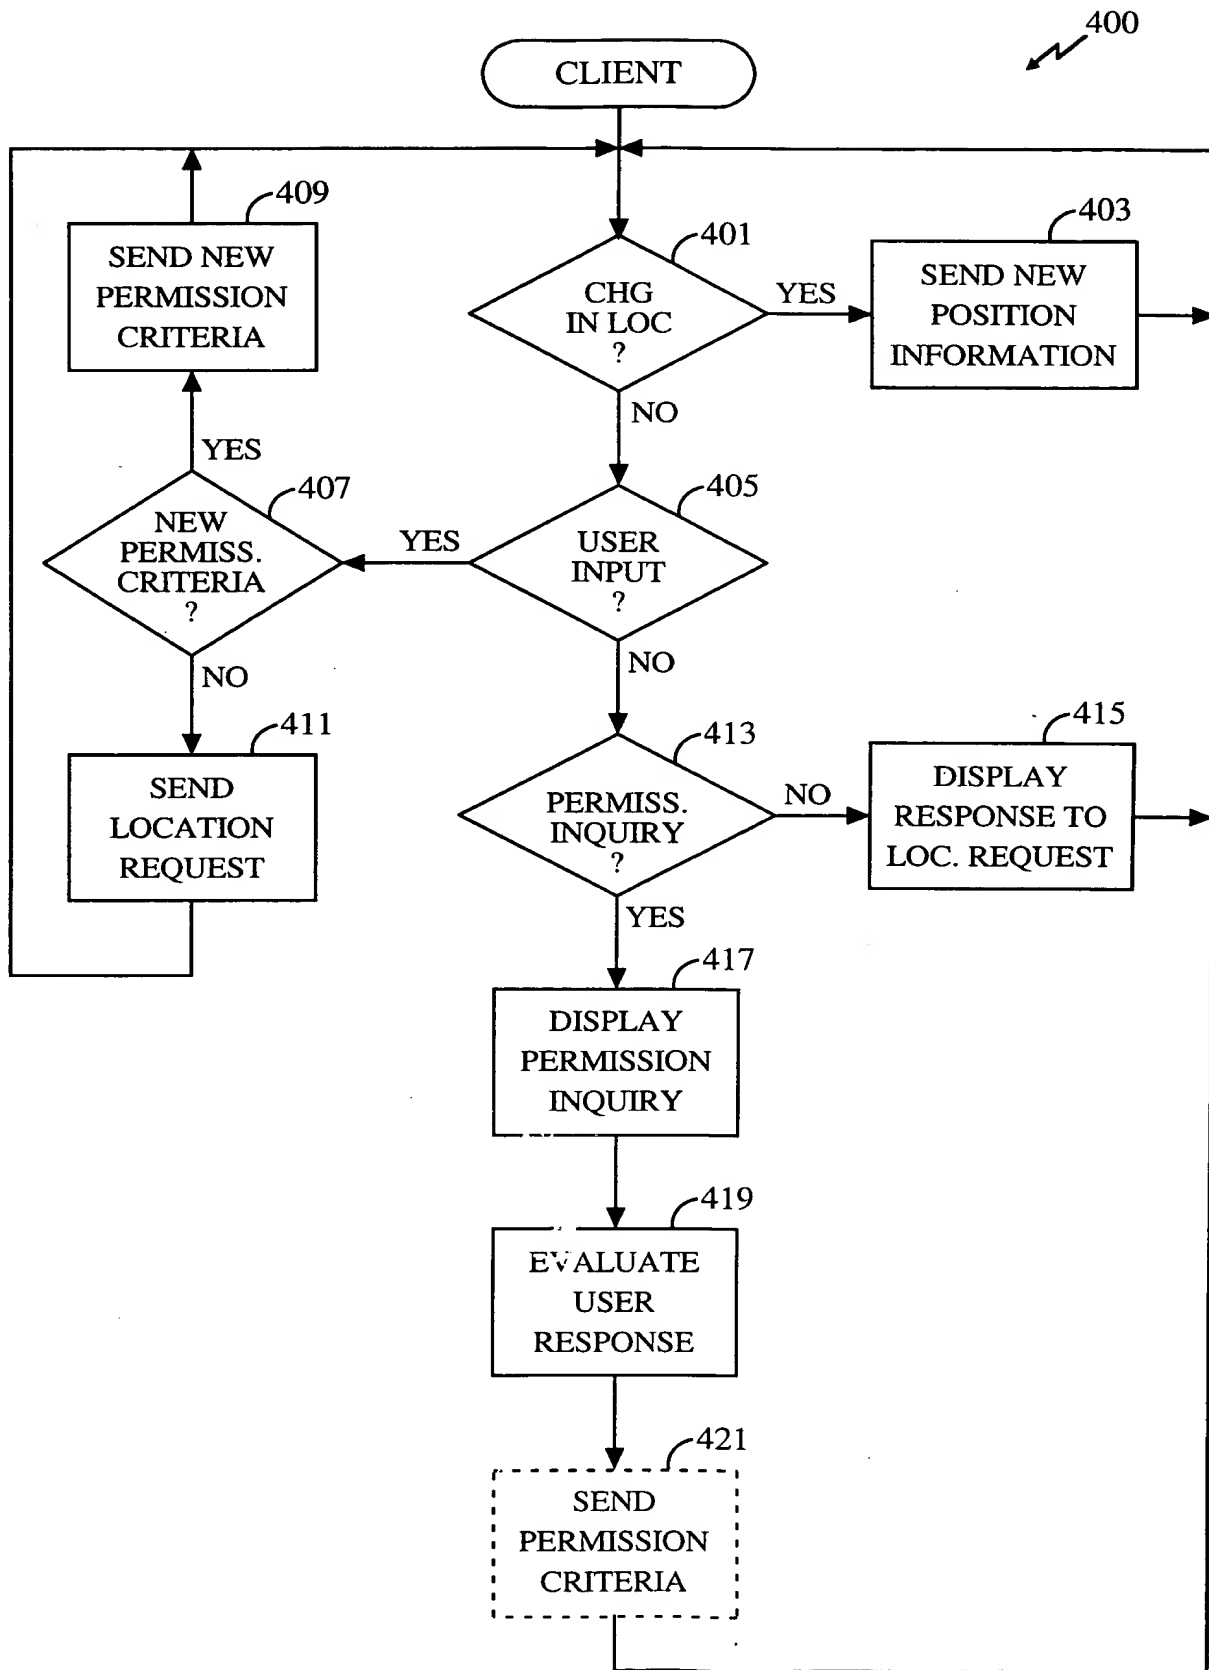 400
CLIENT
409
SEND NEW
PERMISSION
CRITERIA
401
CHG
IN LOC
?
YES
403
SEND NEW
POSITION
INFORMATION
NO
YES
407
NEW
PERMISS.
CRITERIA
?
YES
405
USER
INPUT
?
NO
NO
411
SEND
LOCATION
REQUEST
413
PERMISS.
INQUIRY
?
NO
415
DISPLAY
RESPONSE TO
LOC. REQUEST
YES
417
DISPLAY
PERMISSION
INQUIRY
419
EVALUATE
USER
RESPONSE
421
SEND
PERMISSION
CRITERIA